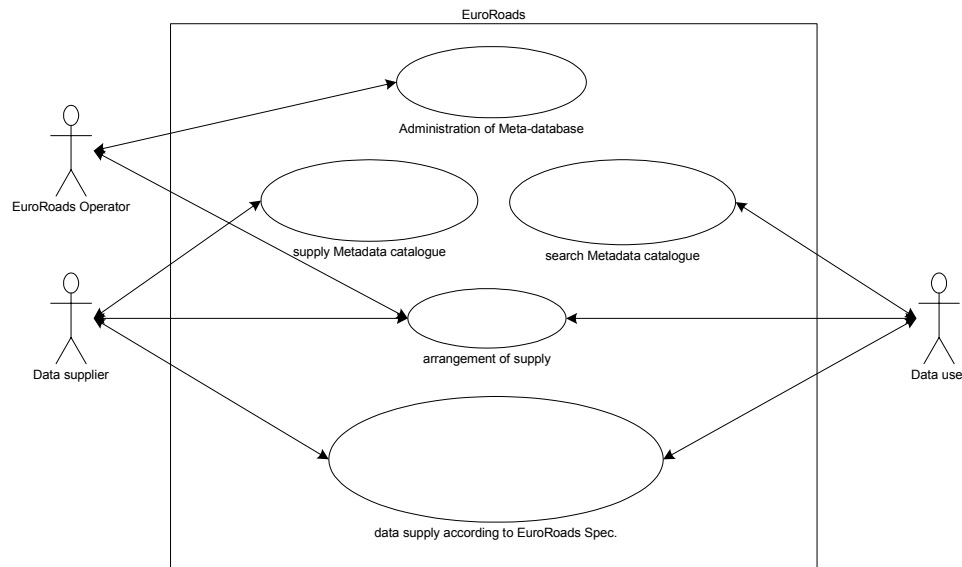 EuroRoads
Administration of Meta-database
EuroRoads Operator
supply Metadata catalogue
search Metadata catalogue
arrangement of supply
Data supplier
Data use
data supply according to EuroRoads Spec.